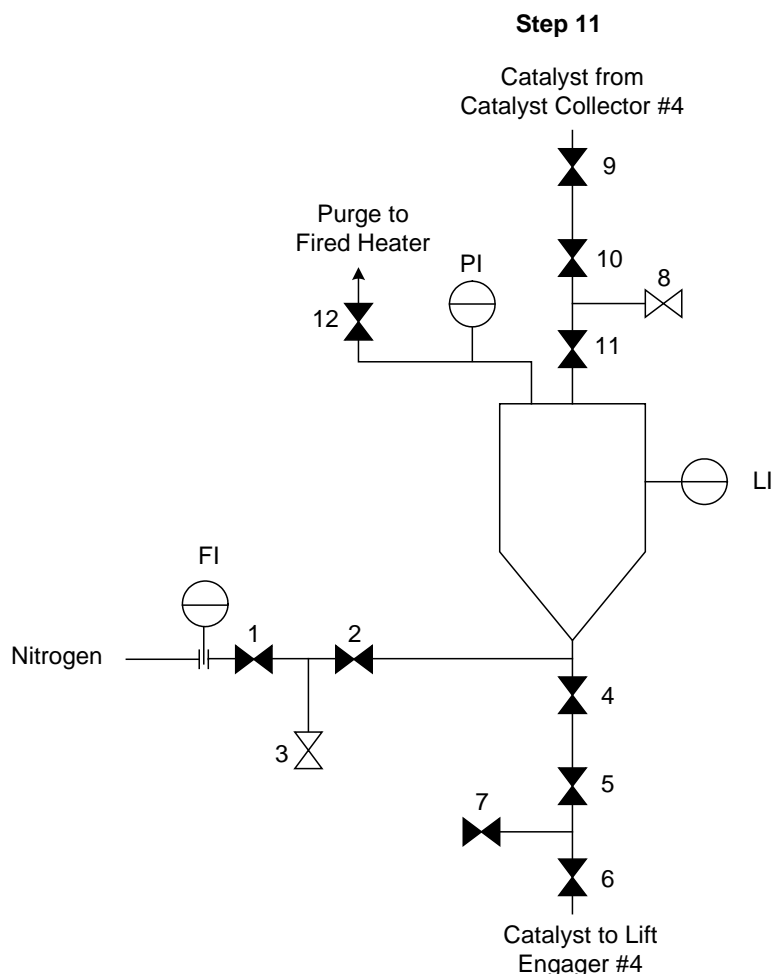 Step 11
Catalyst from
Catalyst Collector #4
9
Purge to
Fired Heater
PI
10
8
12
11
LI
FI
1
2
Nitrogen
4
3
5
7
6
Catalyst to Lift
Engager #4